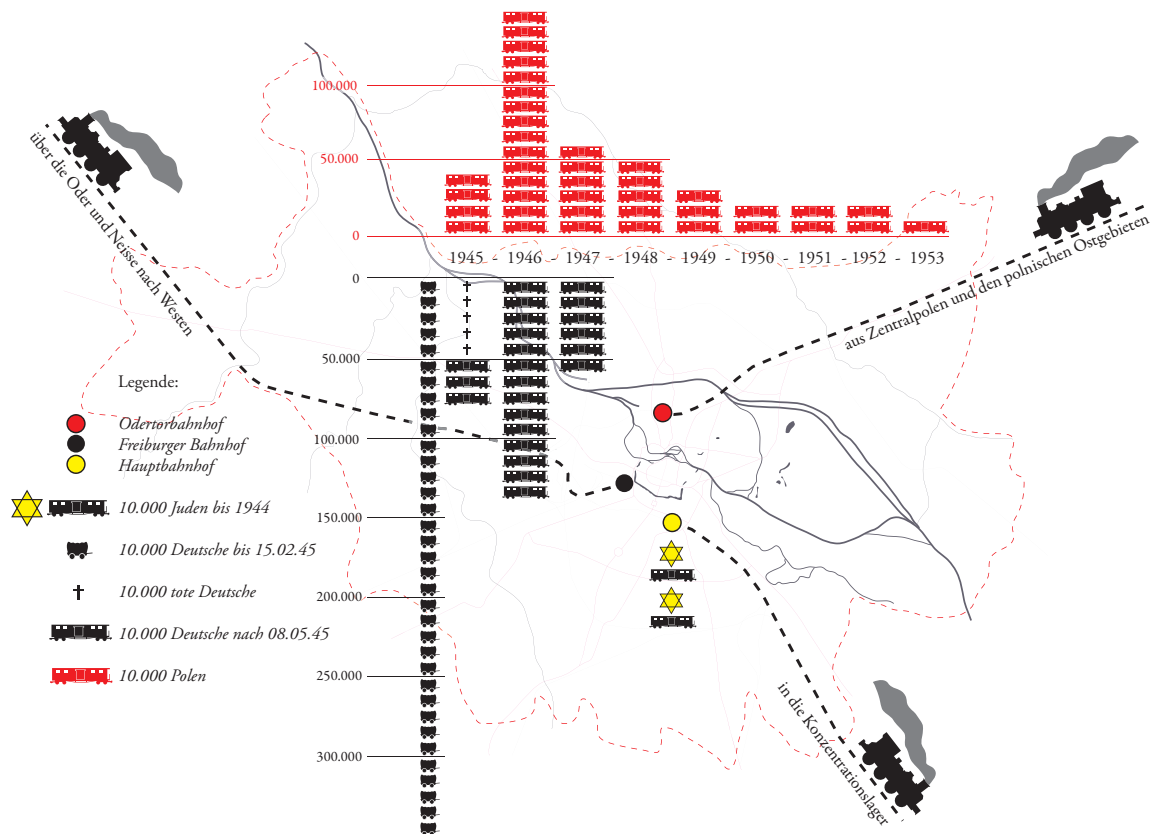 100.000
50.000
0
1945 - 1946 - 1947 - 1948 - 1949 - 1950 - 1951 - 1952 - 1953
0
50.000
100.000
150.000
200.000
250.000
300.000
über die Oder und Neisse nach Westen
aus Zentralpolen und den polnischen Ostgebieten
in die Konzentrationslager
Legende:
Odertorbahnhof
Freiburger Bahnhof
Hauptbahnhof
10.000 Juden bis 1944
10.000 Deutsche bis 15.02.45
10.000 tote Deutsche
10.000 Deutsche nach 08.05.45
10.000 Polen